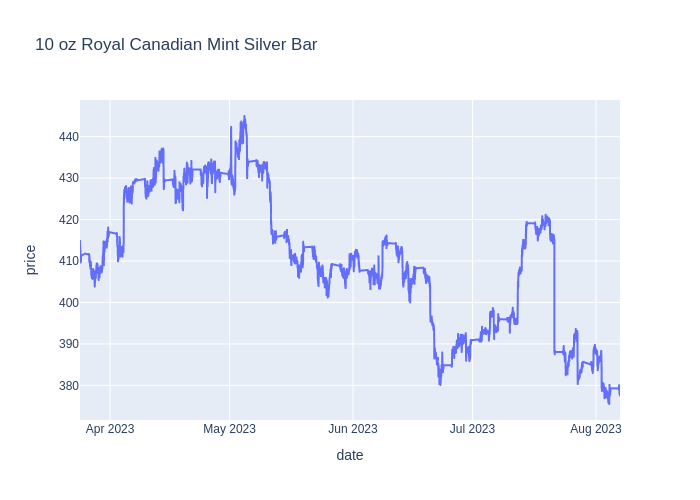 10 oz Royal Canadian Mint Silver Bar
440
430
420
410
400
390
380
price
Apr 2023
May 2023
Jun 2023
Jul 2023
Aug 2023
date